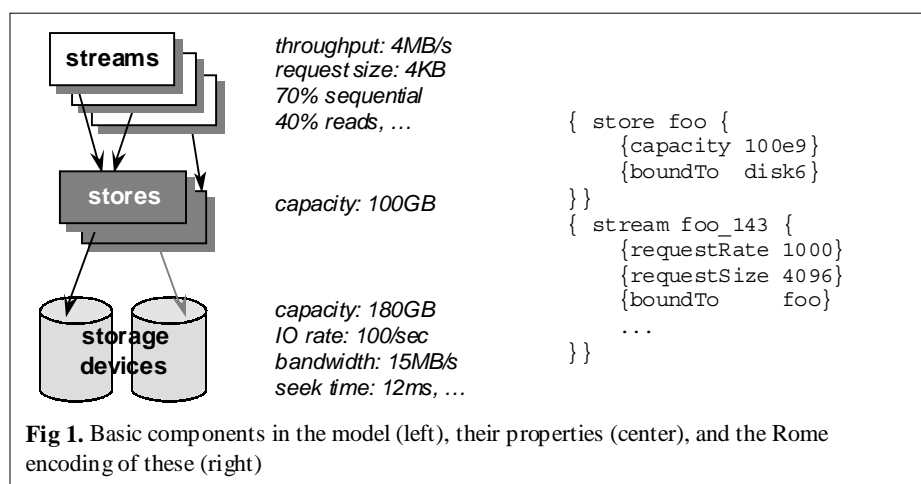 streams
throughput: 4MB/s
request size: 4KB
70% sequential
40% reads, …
stores
capacity: 100GB
storage
devices
capacity: 180GB
IO rate: 100/sec
bandwidth: 15MB/s
seek time: 12ms, …
{ store foo {
{capacity 100e9}
{boundTo disk6}
}}
{ stream foo_143 {
{requestRate 1000}
{requestSize 4096}
{boundTo foo}
...
}}
Fig 1. Basic components in the model (left), their properties (center), and the Rome
encoding of these (right)